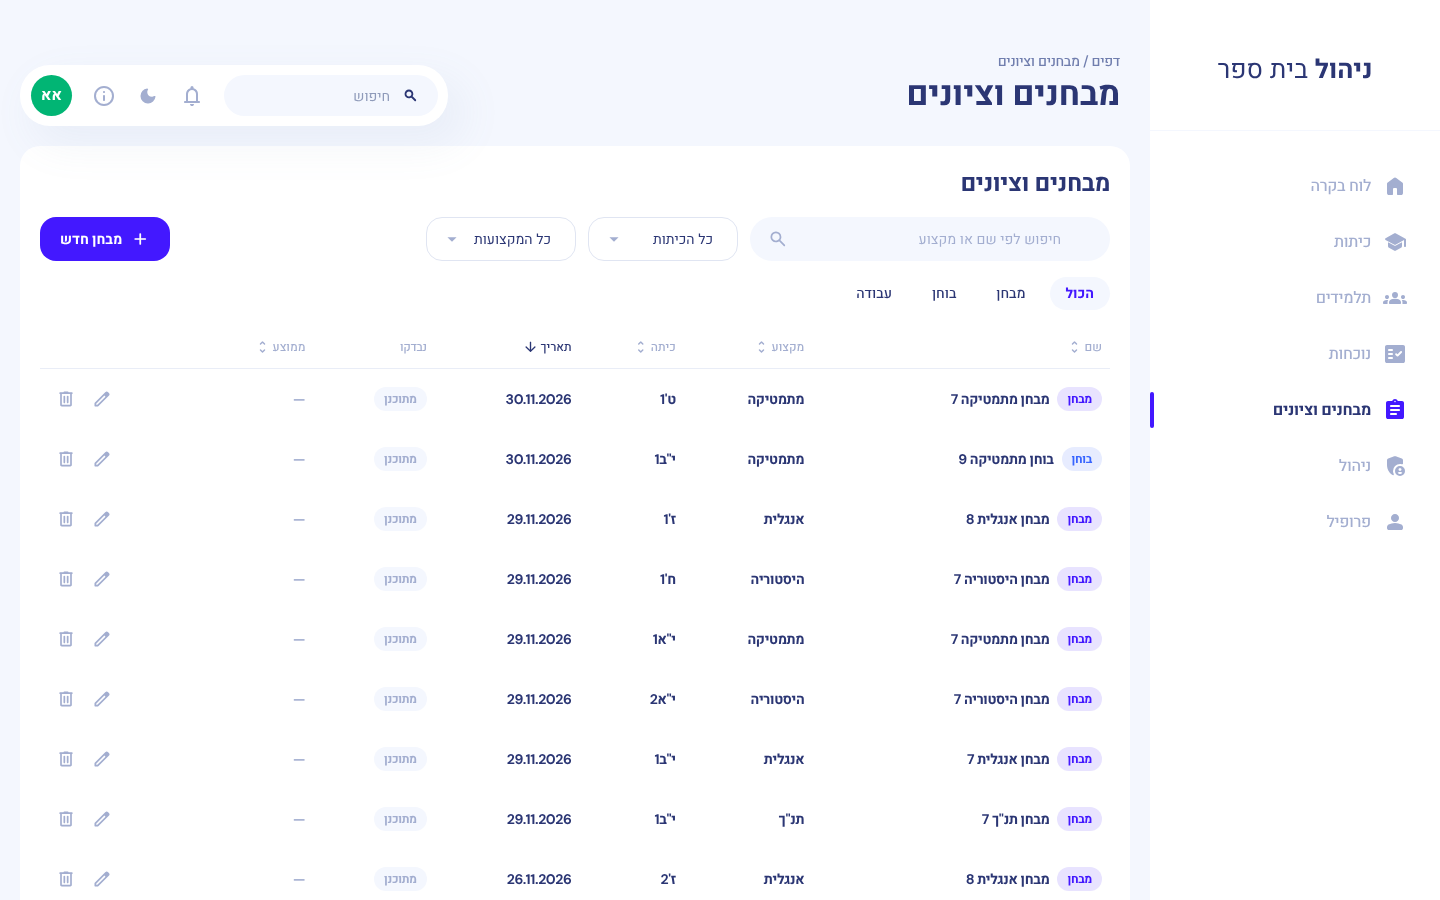 ניהול בית ספר
לוח בקרה
כיתות
תלמידים
נוכחות
מבחנים וציונים
ניהול
פרופיל
דפים / מבחנים וציונים
מבחנים וציונים
חיפוש
אא
מבחנים וציונים
חיפוש לפי שם או מקצוע
כל הכיתות
כל המקצועות
מבחן חדש
הכול מבחן בוחן עבודה
שם מקצוע כיתה תאריך נבדקו ממוצע
מבחן מבחן מתמטיקה 7 מתמטיקה ט'1 30.11.2026 מתוכנן —
בוחן בוחן מתמטיקה 9 מתמטיקה י"ב1 30.11.2026 מתוכנן —
מבחן מבחן אנגלית 8 אנגלית ז'1 29.11.2026 מתוכנן —
מבחן מבחן היסטוריה 7 היסטוריה ח'1 29.11.2026 מתוכנן —
מבחן מבחן מתמטיקה 7 מתמטיקה י"א1 29.11.2026 מתוכנן —
מבחן מבחן היסטוריה 7 היסטוריה י"א2 29.11.2026 מתוכנן —
מבחן מבחן אנגלית 7 אנגלית י"ב1 29.11.2026 מתוכנן —
מבחן מבחן תנ"ך 7 תנ"ך י"ב1 29.11.2026 מתוכנן —
מבחן מבחן אנגלית 8 אנגלית ז'2 26.11.2026 מתוכנן —